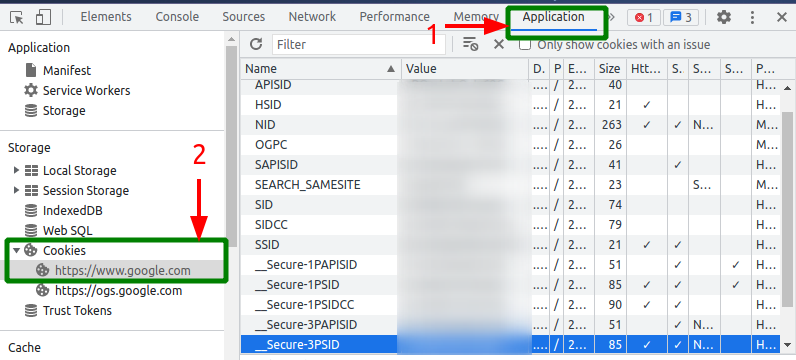 Elements Console Sources Network Performance Memory Application » 1 3
1
Application
Manifest
Service Workers
Storage
Storage
2
Local Storage
Session Storage
IndexedDB
Web SQL
Cookies
https://www.google.com
https://ogs.google.com
Trust Tokens
Cache
Filter Only show cookies with an issue
Name Value D.. P E... Size Htt... S.. S... S... P...
APISID .... / 2... 40 H...
HSID .... / 2... 21 ✓ H...
NID .... / 2... 263 ✓ ✓ N... M...
OGPC .... / 2... 26 M...
SAPISID .... / 2... 41 ✓ H...
SEARCH_SAMESITE .... / 2... 23 S... M...
SID .... / 2... 74 H...
SIDCC .... / 2... 79 H...
SSID .... / 2... 21 ✓ ✓ H...
__Secure-1PAPISID .... / 2... 51 ✓ ✓ H...
__Secure-1PSID .... / 2... 85 ✓ ✓ ✓ H...
__Secure-1PSIDCC .... / 2... 90 ✓ ✓ H...
__Secure-3PAPISID .... / 2... 51 ✓ N... H...
__Secure-3PSID .... / 2... 85 ✓ ✓ N... H...